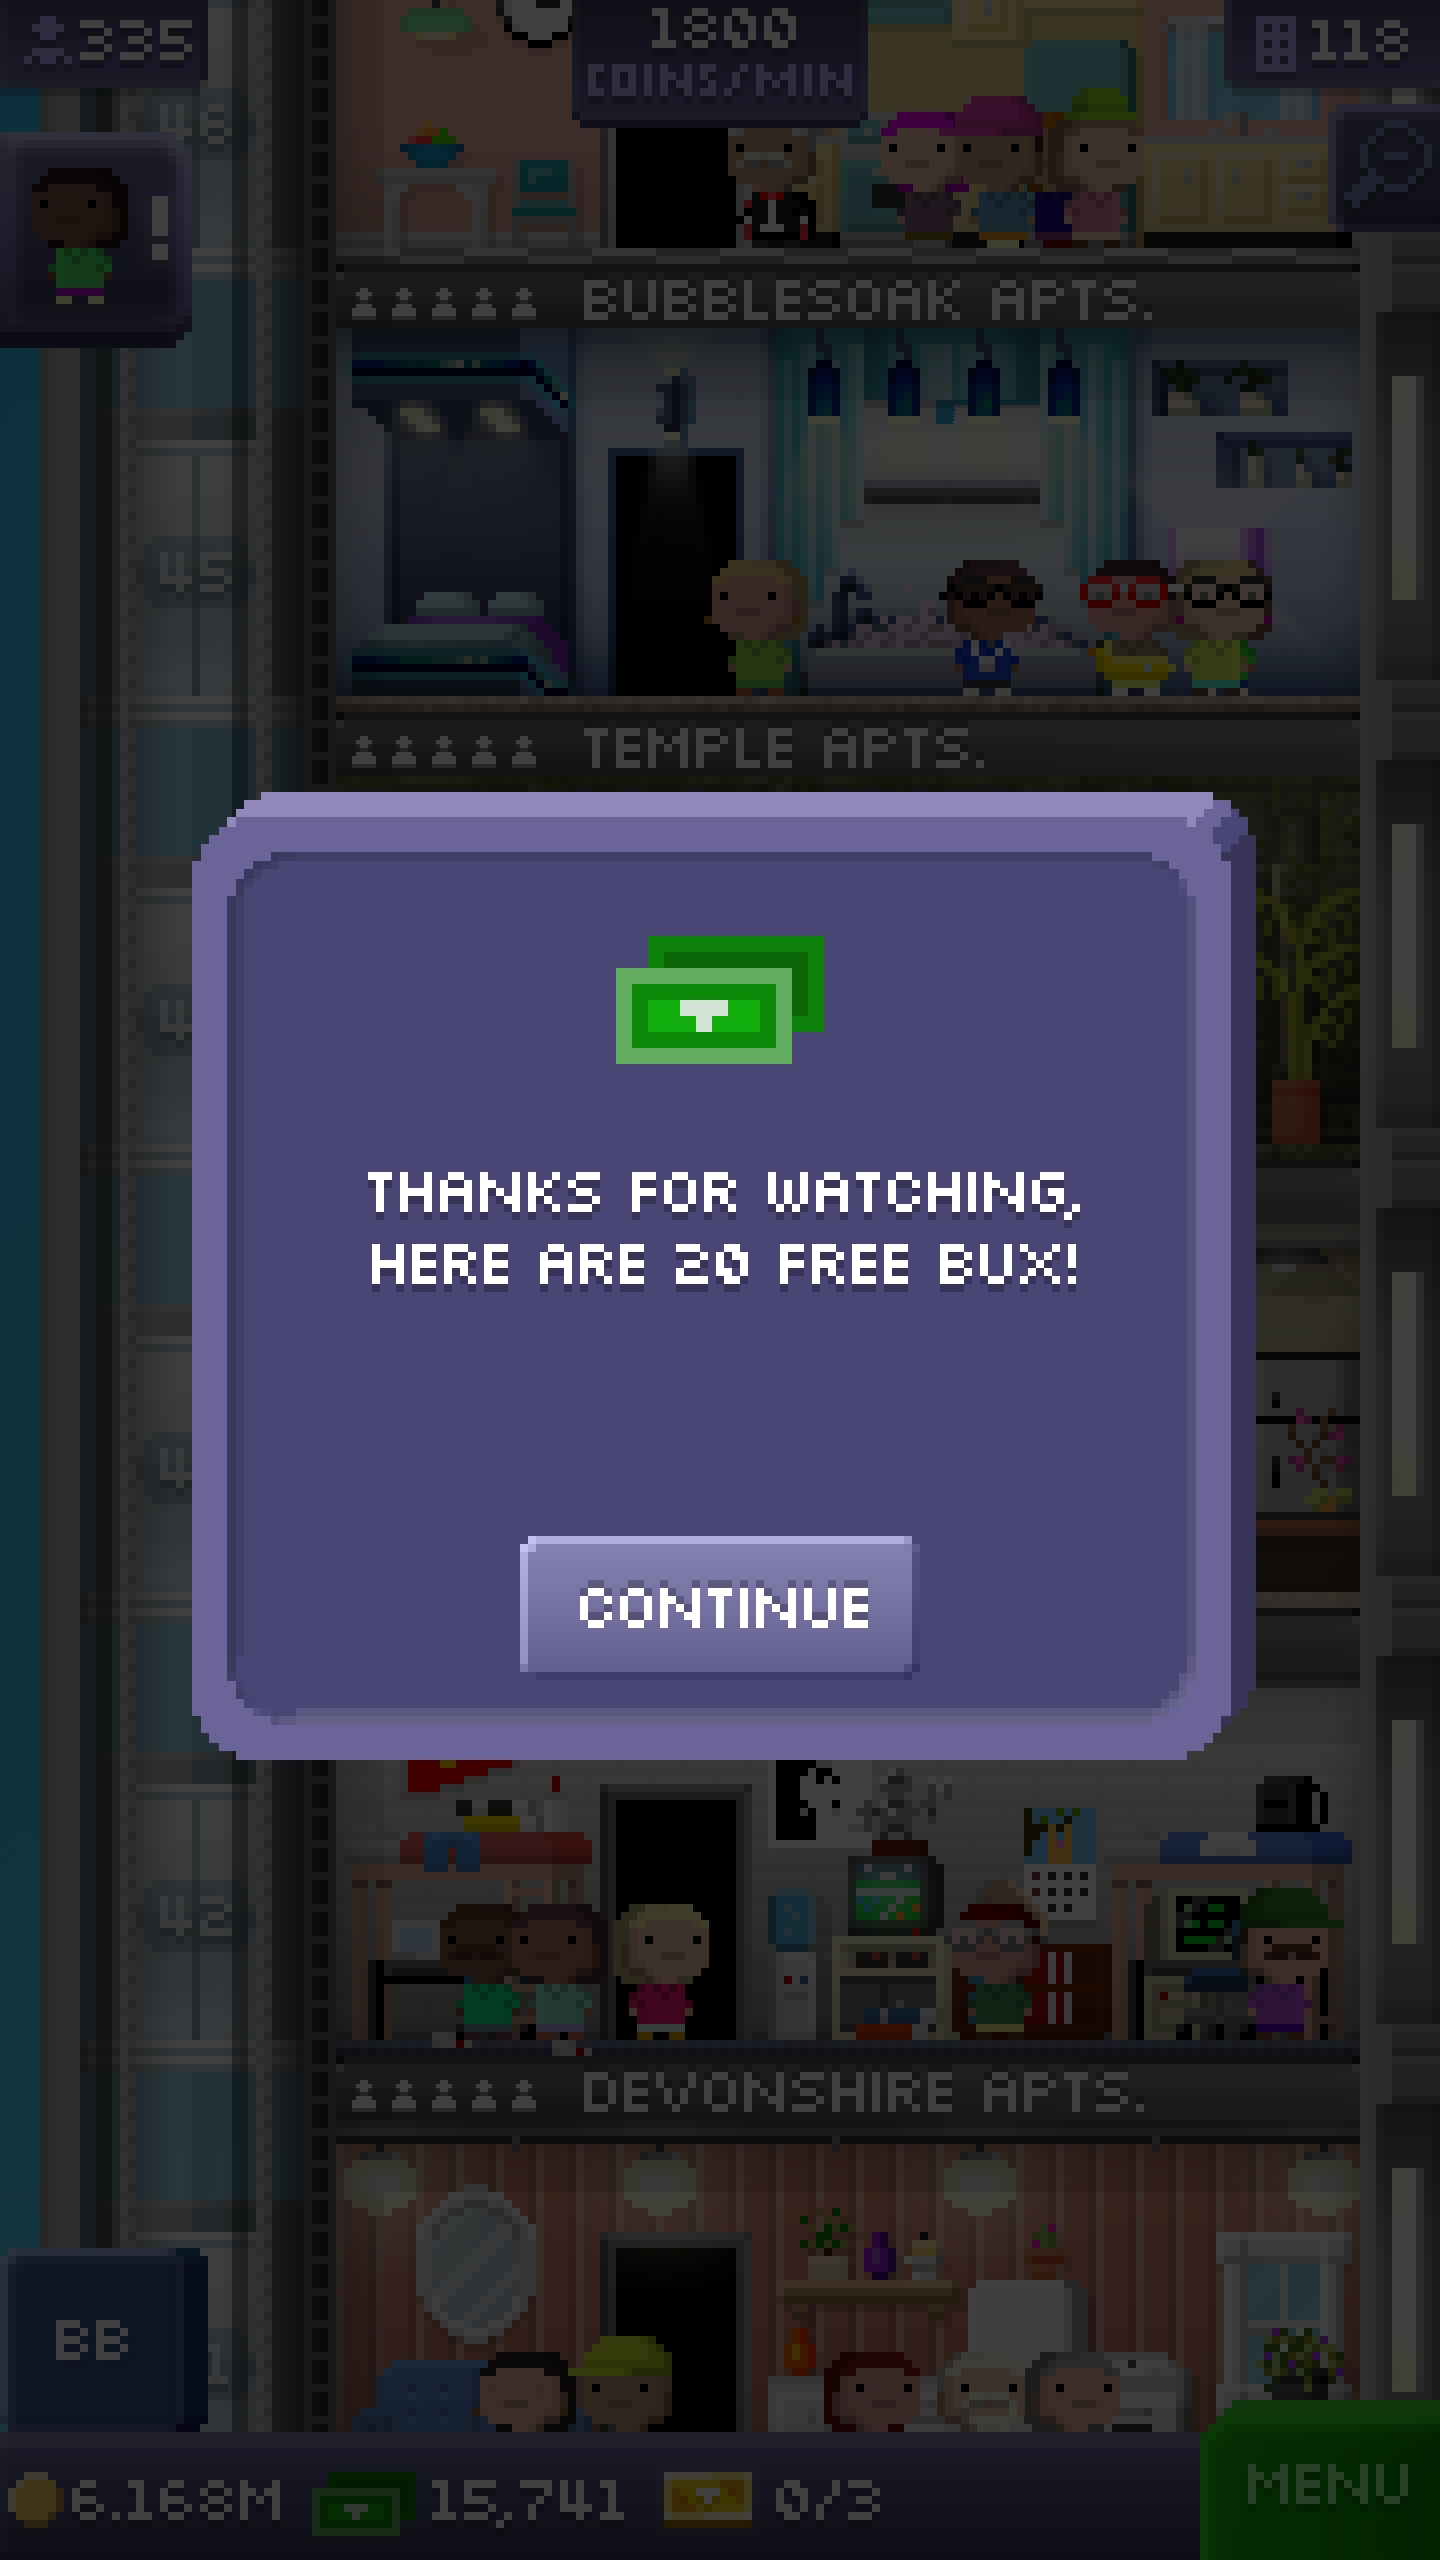 335
1800
COINS/MIN
118
48
BUBBLESOAK APTS.
45
TEMPLE APTS.
THANKS FOR WATCHING,
HERE ARE 20 FREE BUX!
CONTINUE
42
DEVONSHIRE APTS.
BB
6.168M 15,741 0/3
MENU